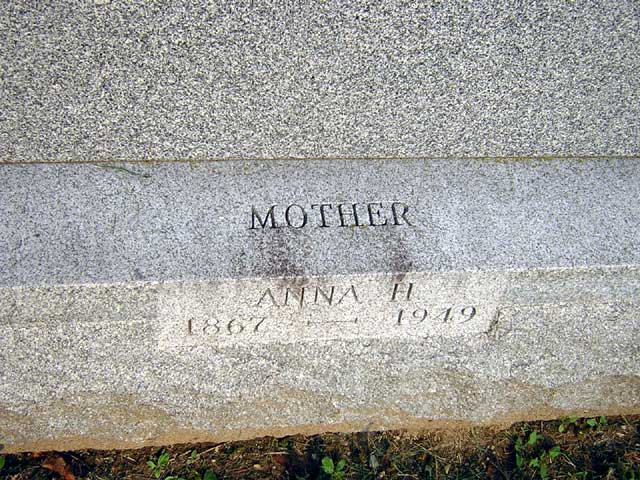 MOTHER
ANNA H
1867 — 1949